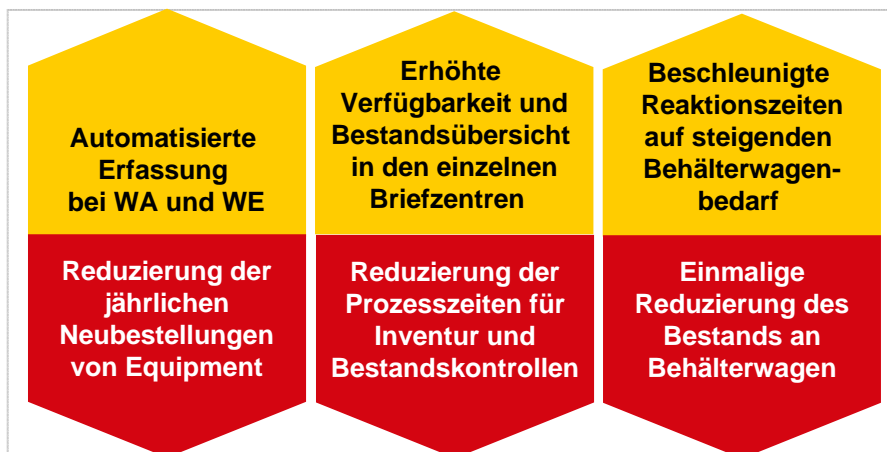 Automatisierte
Erfassung
bei WA und WE
Erhöhte
Verfügbarkeit und
Bestandsübersicht
in den einzelnen
Briefzentren
Beschleunigte
Reaktionszeiten
auf steigenden
Behälterwagen-
bedarf
Reduzierung der
jährlichen
Neubestellungen
von Equipment
Reduzierung der
Prozesszeiten für
Inventur und
Bestandskontrollen
Einmalige
Reduzierung des
Bestands an
Behälterwagen